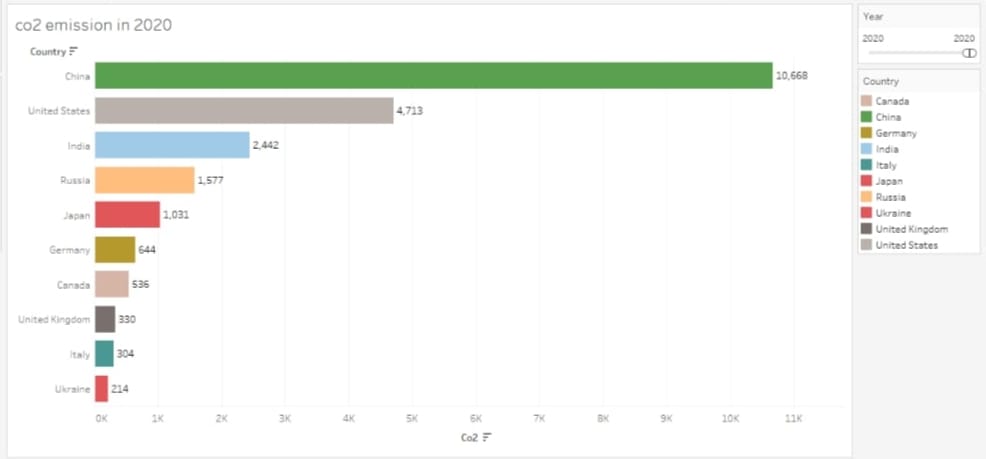 co2 emission in 2020
Country
China 10,668
United States 4,713
India 2,442
Russia 1,577
Japan 1,031
Germany 644
Canada 536
United Kingdom 330
Italy 304
Ukraine 214
0K 1K 2K 3K 4K 5K 6K 7K 8K 9K 10K 11K
Co2
Year
2020 2020
Country
Canada
China
Germany
India
Italy
Japan
Russia
Ukraine
United Kingdom
United States